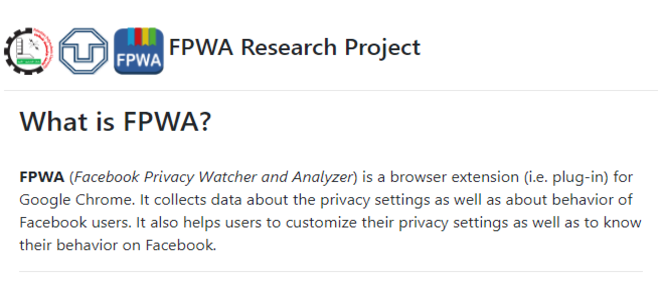 FPWA
FPWA Research Project
What is FPWA?
FPWA (Facebook Privacy Watcher and Analyzer) is a browser extension (i.e. plug-in) for
Google Chrome. It collects data about the privacy settings as well as about behavior of
Facebook users. It also helps users to customize their privacy settings as well as to know
their behavior on Facebook.